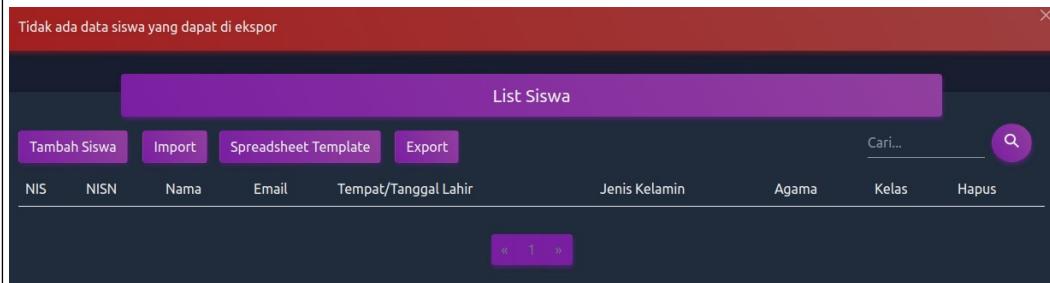 Tidak ada data siswa yang dapat di ekspor
List Siswa
Tambah Siswa Import Spreadsheet Template Export Cari...
NIS NISN Nama Email Tempat/Tanggal Lahir Jenis Kelamin Agama Kelas Hapus
« 1 »